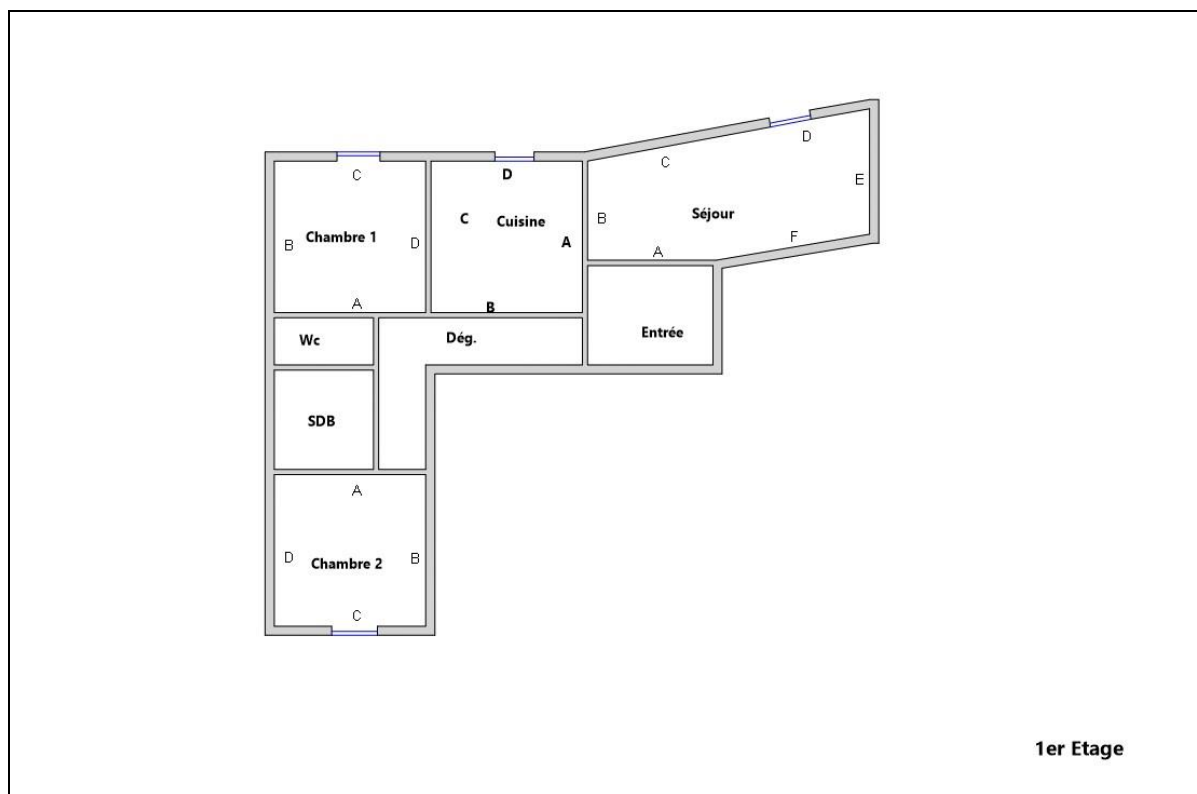 D
C
E
C
D
Séjour
B
C
Cuisine
F
Chambre 1
B
D
A
A
A
B
Wc
Dég.
Entrée
SDB
A
D
Chambre 2
B
C
1er Etage